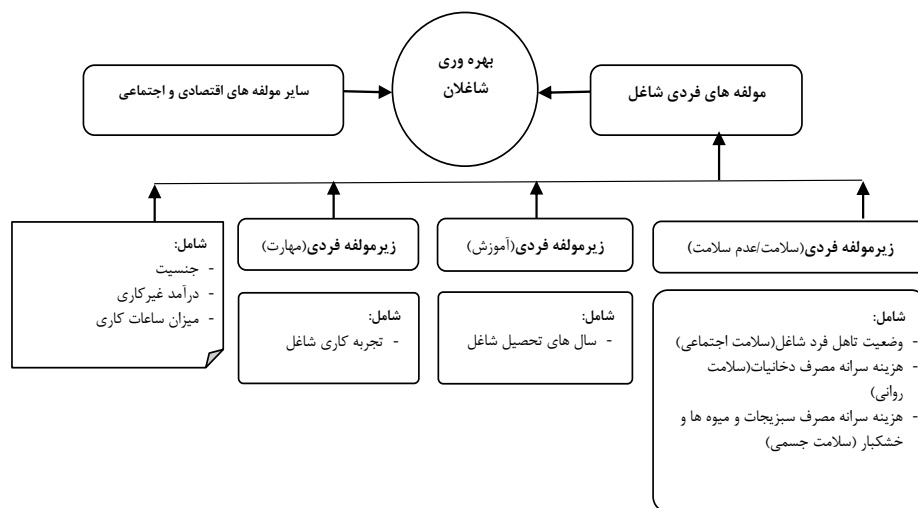 بهره وری
شاغلان
مولفه های فردی شاغل
سایر مولفه های اقتصادی و اجتماعی
زیرمولفه فردی(سلامت/عدم سلامت)
زیرمولفه فردی(آموزش)
زیرمولفه فردی(مهارت)
شامل:
- جنسیت
- درآمد غیرکاری
- میزان ساعات کاری
شامل:
- وضعیت تاهل فرد شاغل(سلامت اجتماعی)
- هزینه سرانه مصرف دخانیات(سلامت
روانی)
- هزینه سرانه مصرف سبزیجات و میوه ها و
خشکبار (سلامت جسمی)
شامل:
- سال های تحصیل شاغل
شامل:
- تجربه کاری شاغل